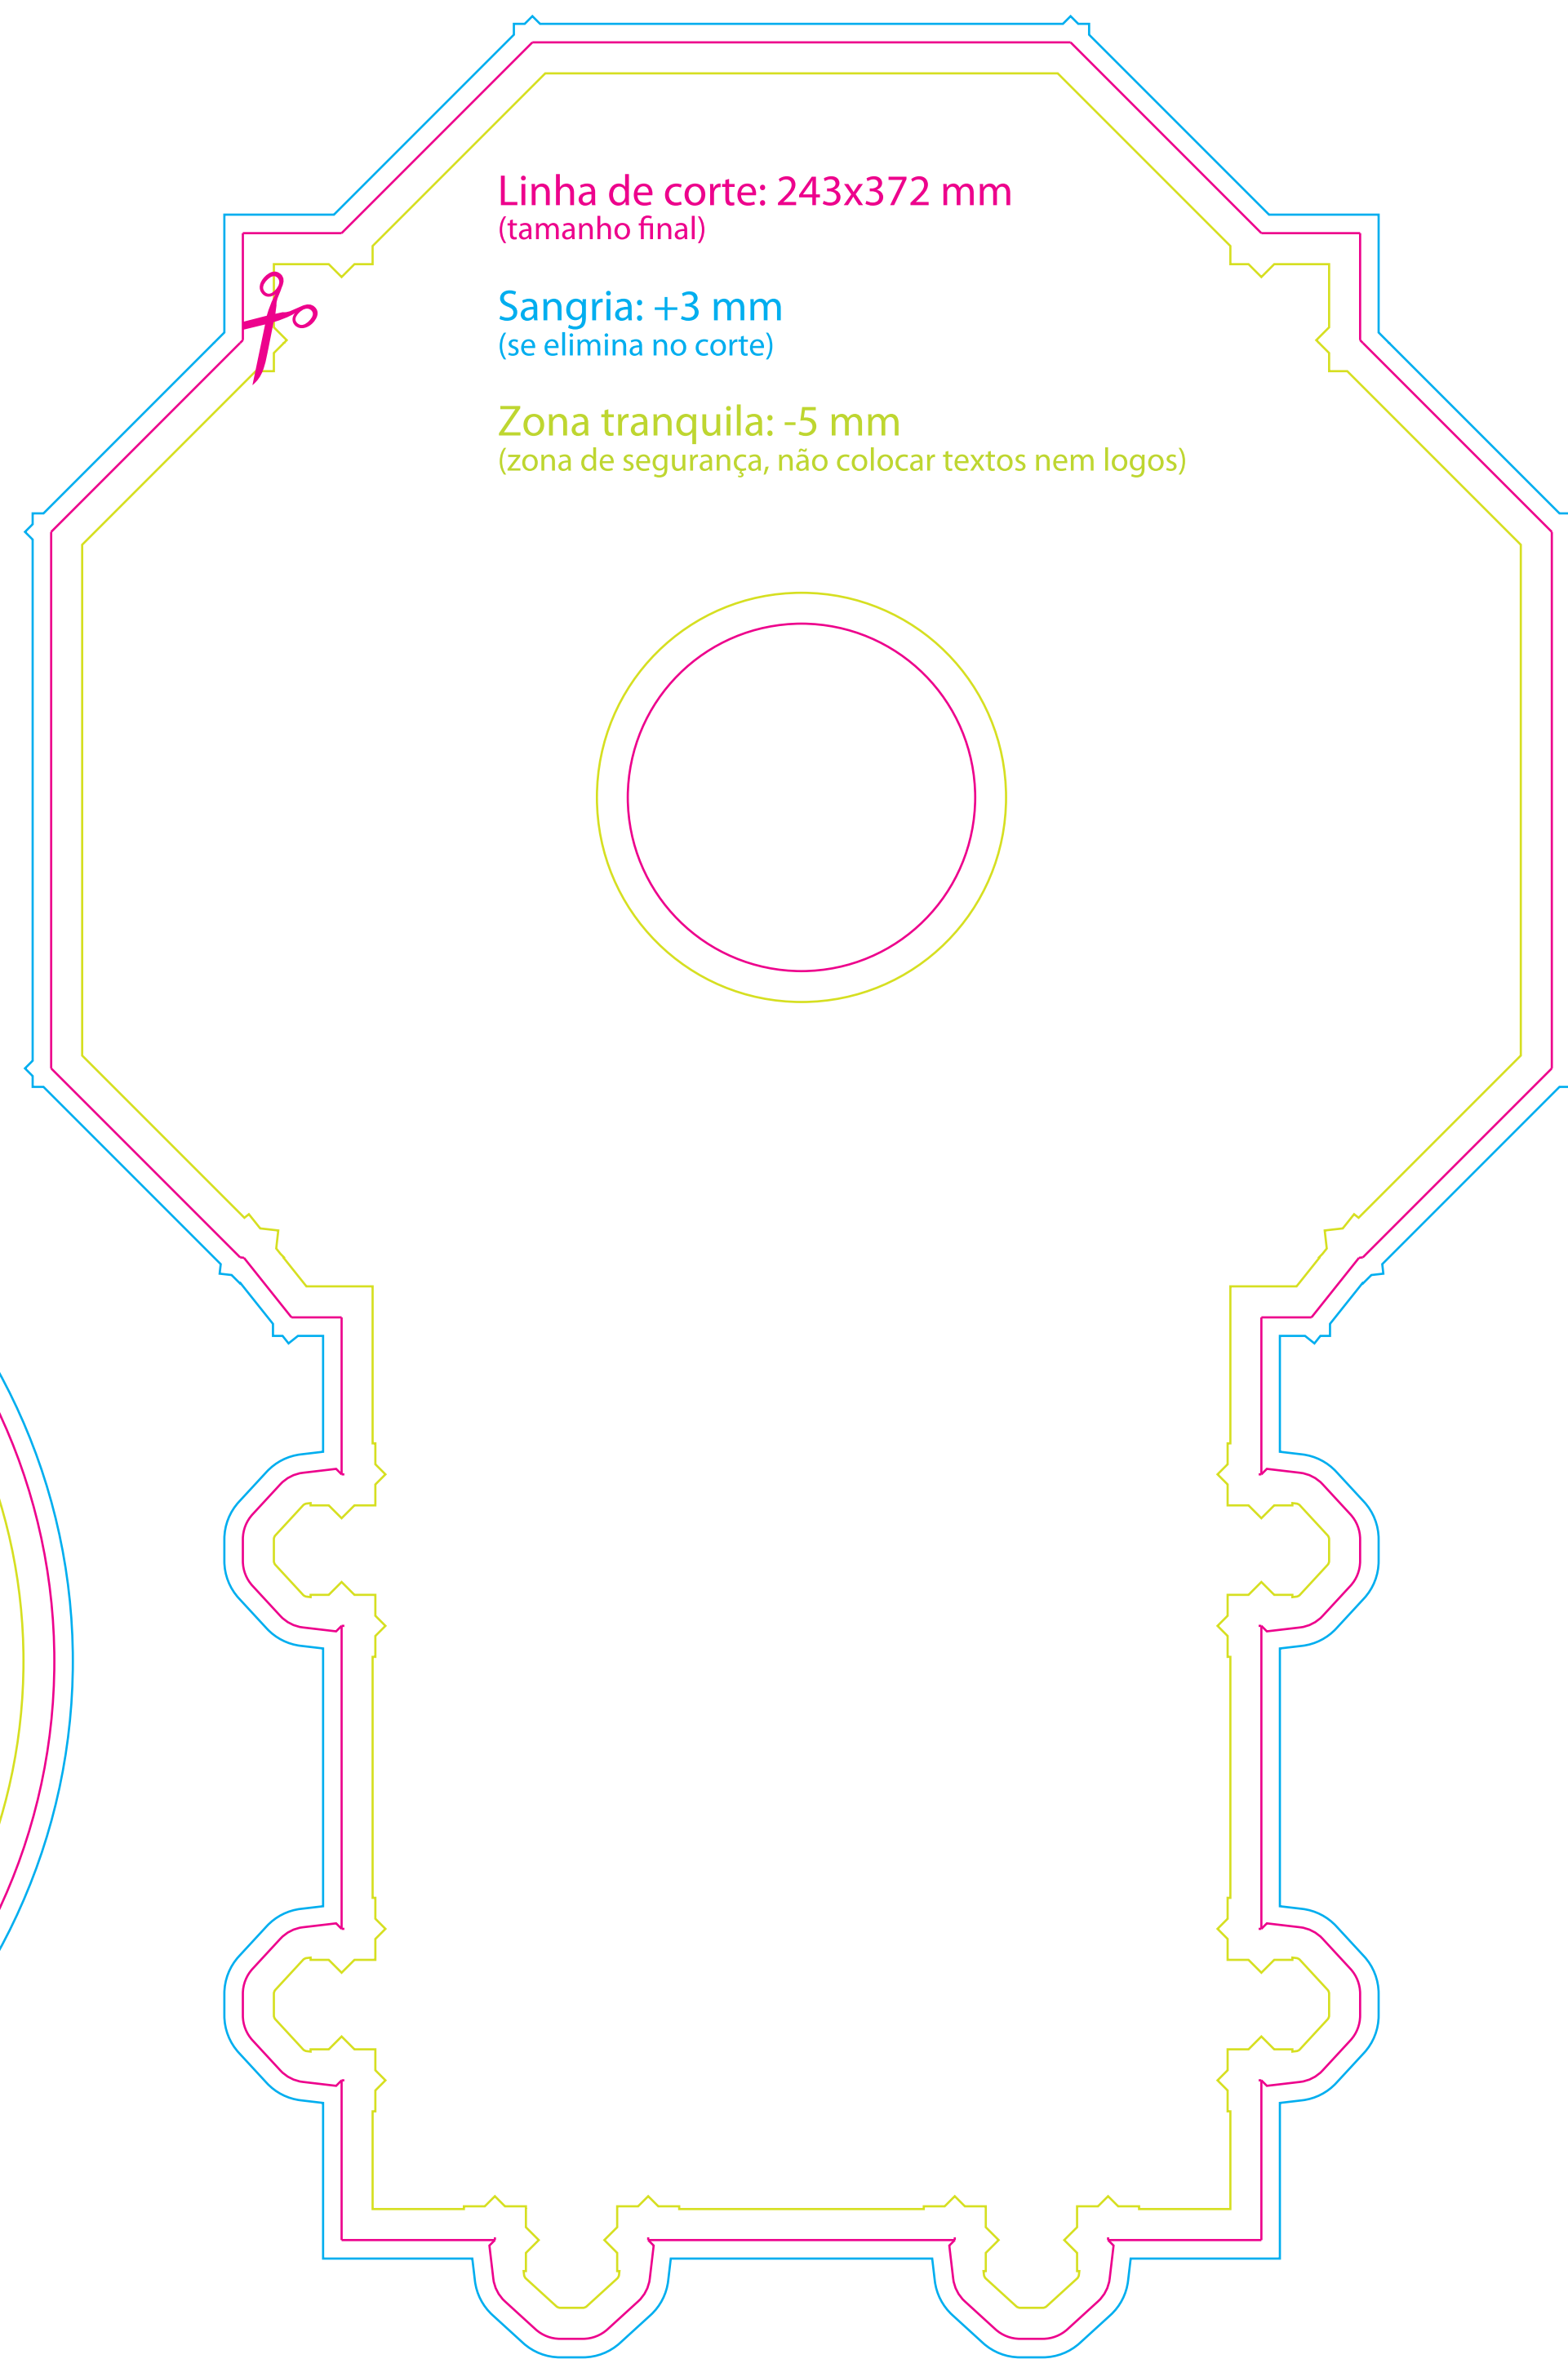 Linha de corte: 243x372 mm
(tamanho final)
Sangria: +3 mm
(se elimina no corte)
Zona tranquila: -5 mm
(zona de segurança, não colocar textos nem logos)